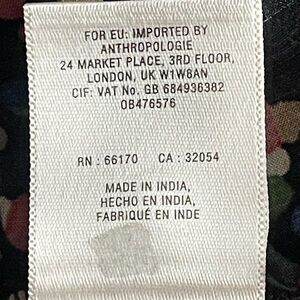 FOR EU: IMPORTED BY
ANTHROPOLOGIE
24 MARKET PLACE, 3RD FLOOR,
LONDON, UK W1W8AN
CIF: VAT No. GB 684936382
0B476576
RN : 66170 CA : 32054
MADE IN INDIA,
HECHO EN INDIA,
FABRIQUÉ EN INDE